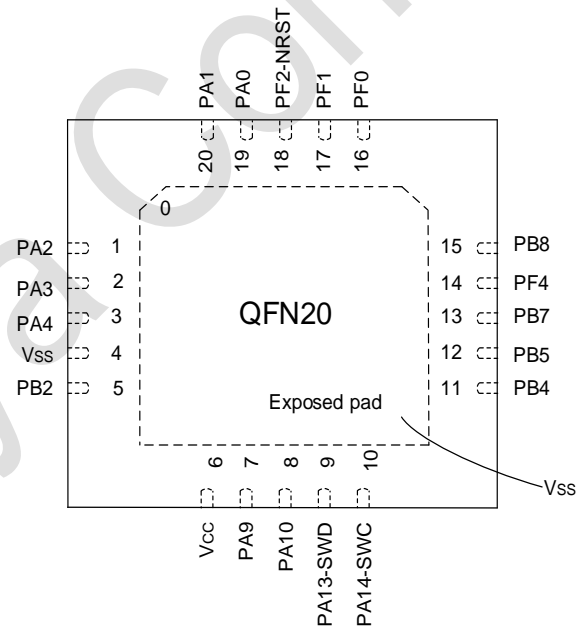 PA1
PA0
PF2-NRST
PF1
PF0
20
19
18
17
16
0
PA2 1
PA3 2
PA4 3
Vss 4
PB2 5
QFN20
Exposed pad
15 PB8
14 PF4
13 PB7
12 PB5
11 PB4
Vss
6
7
8
9
10
Vcc
PA9
PA10
PA13-SWD
PA14-SWC